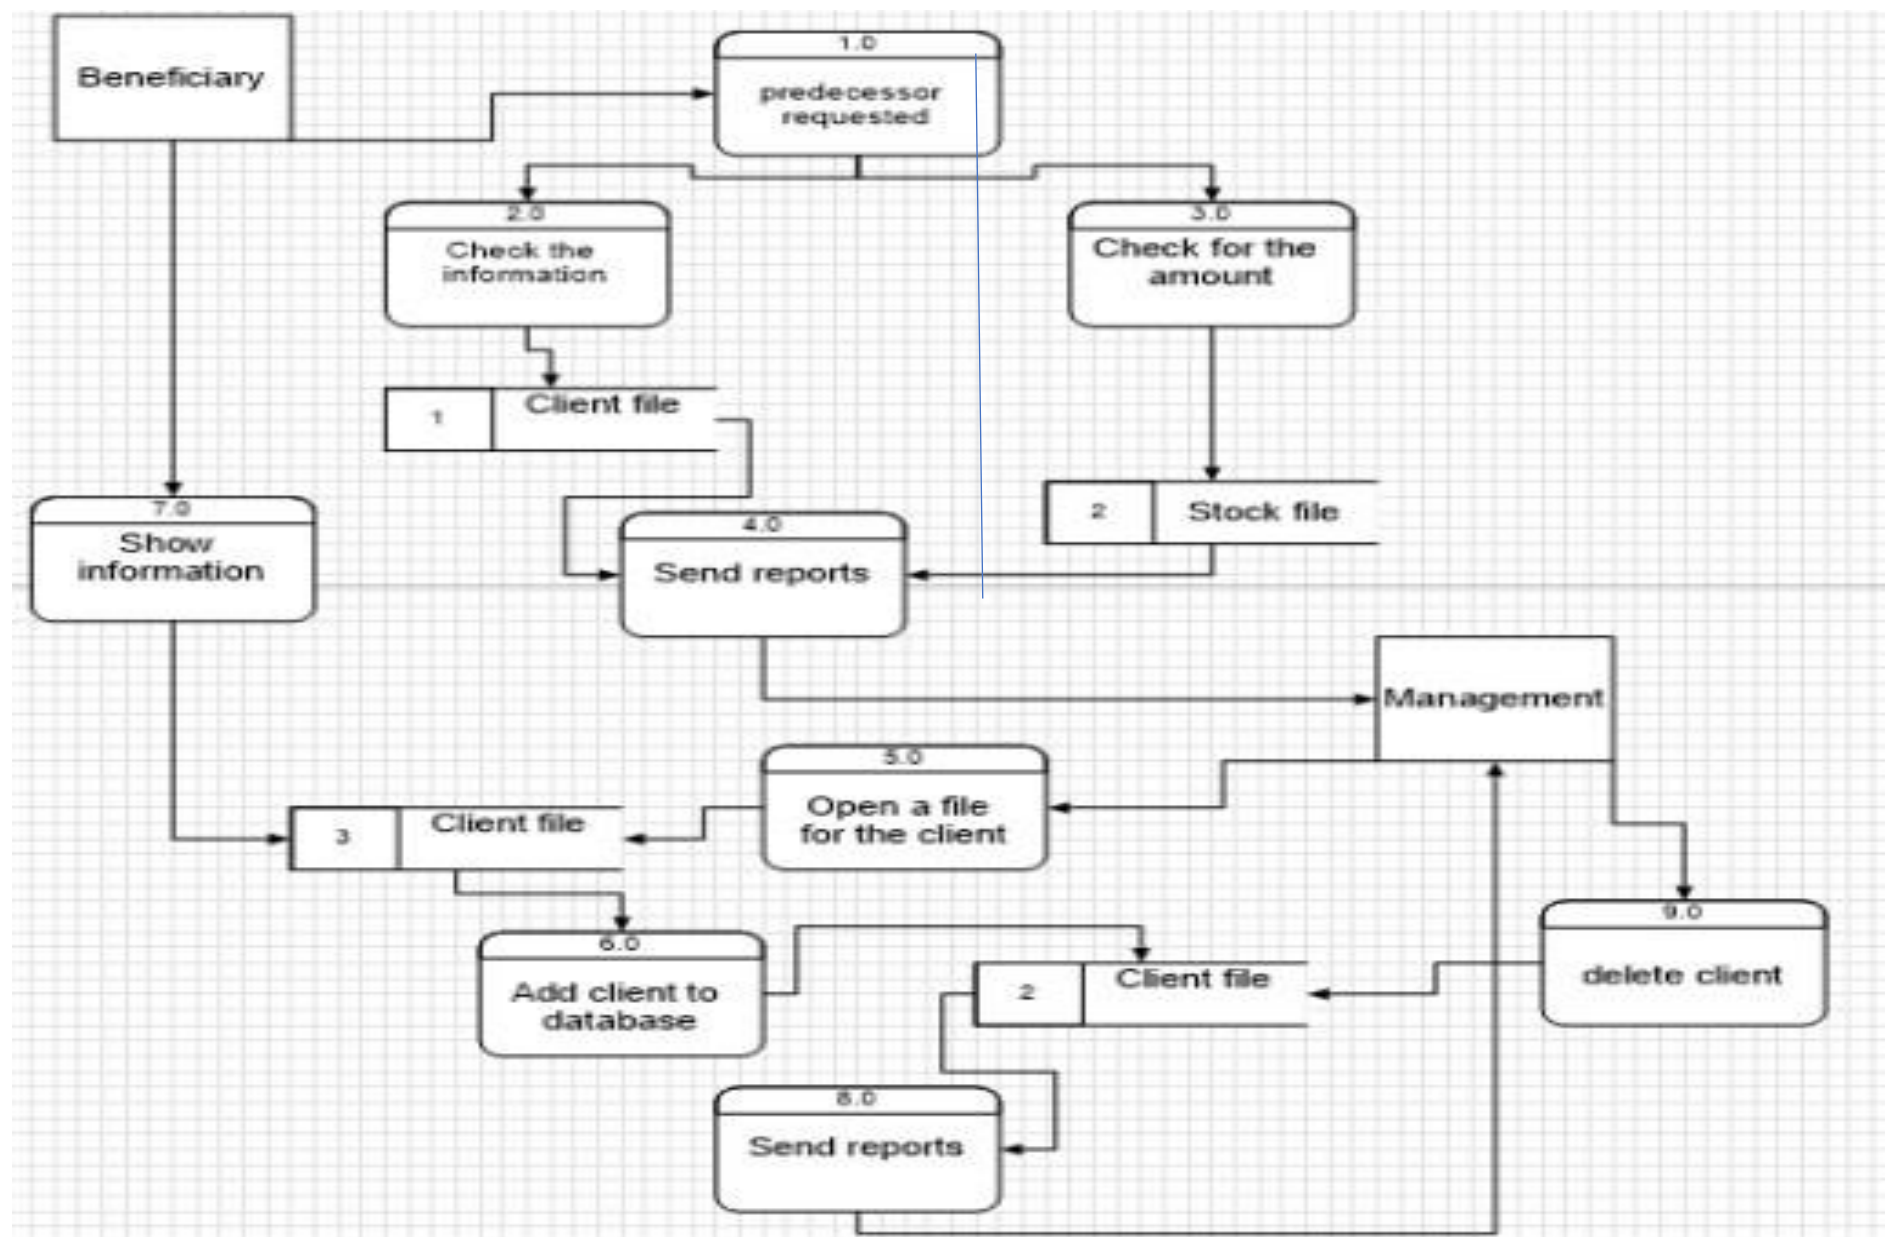 Beneficiary
1.0
predecessor
requested
2.0
Check the
information
3.0
Check for the
amount
1
Client file
2
Stock file
7.0
Show
information
4.0
Send reports
Management
5.0
Open a file
for the client
3
Client file
9.0
delete client
6.0
Add client to
database
2
Client file
8.0
Send reports